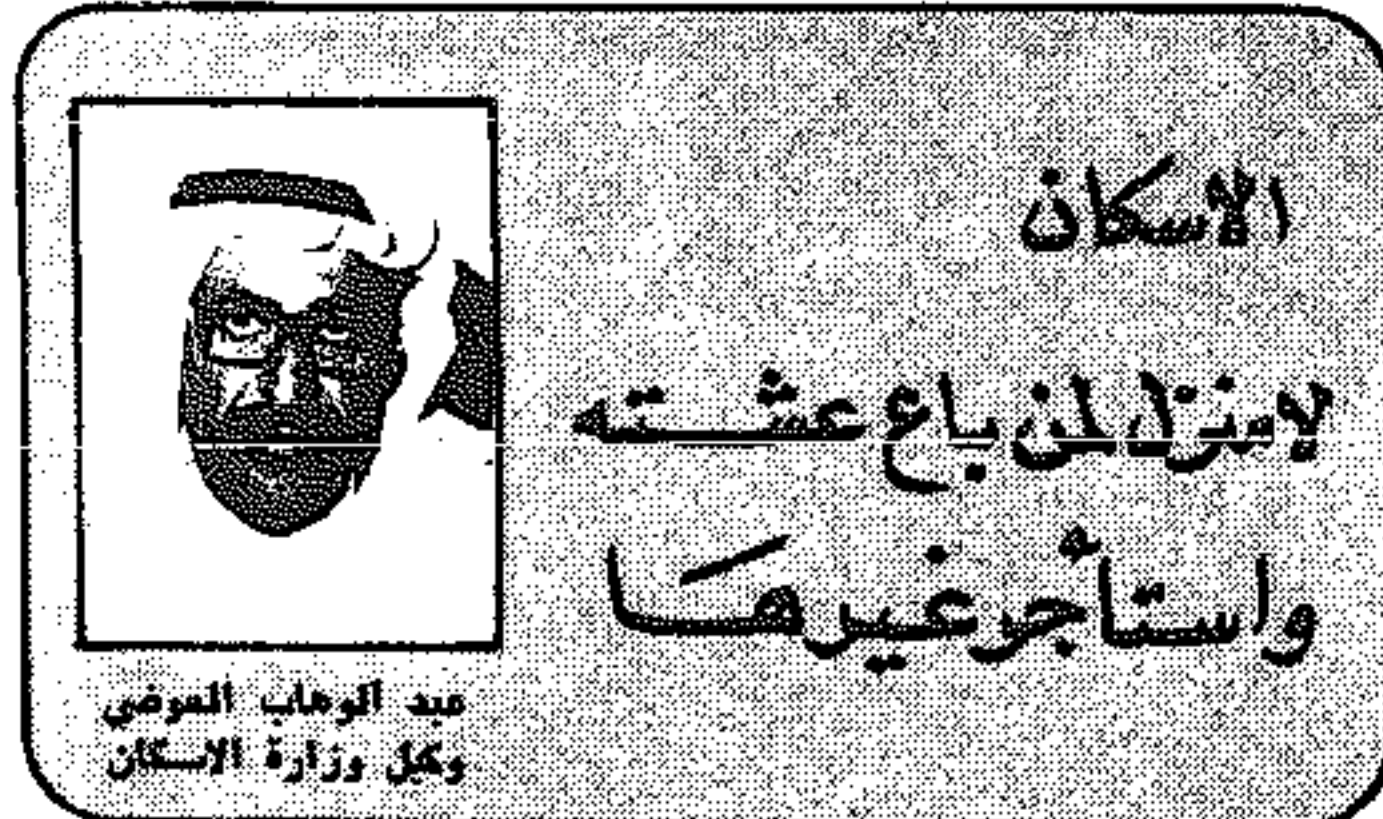 الاسكان
لامنزل لمن باع عشته
واستأجر غيرها
عبد الوهاب العوضي
وكيل وزارة الاسكان